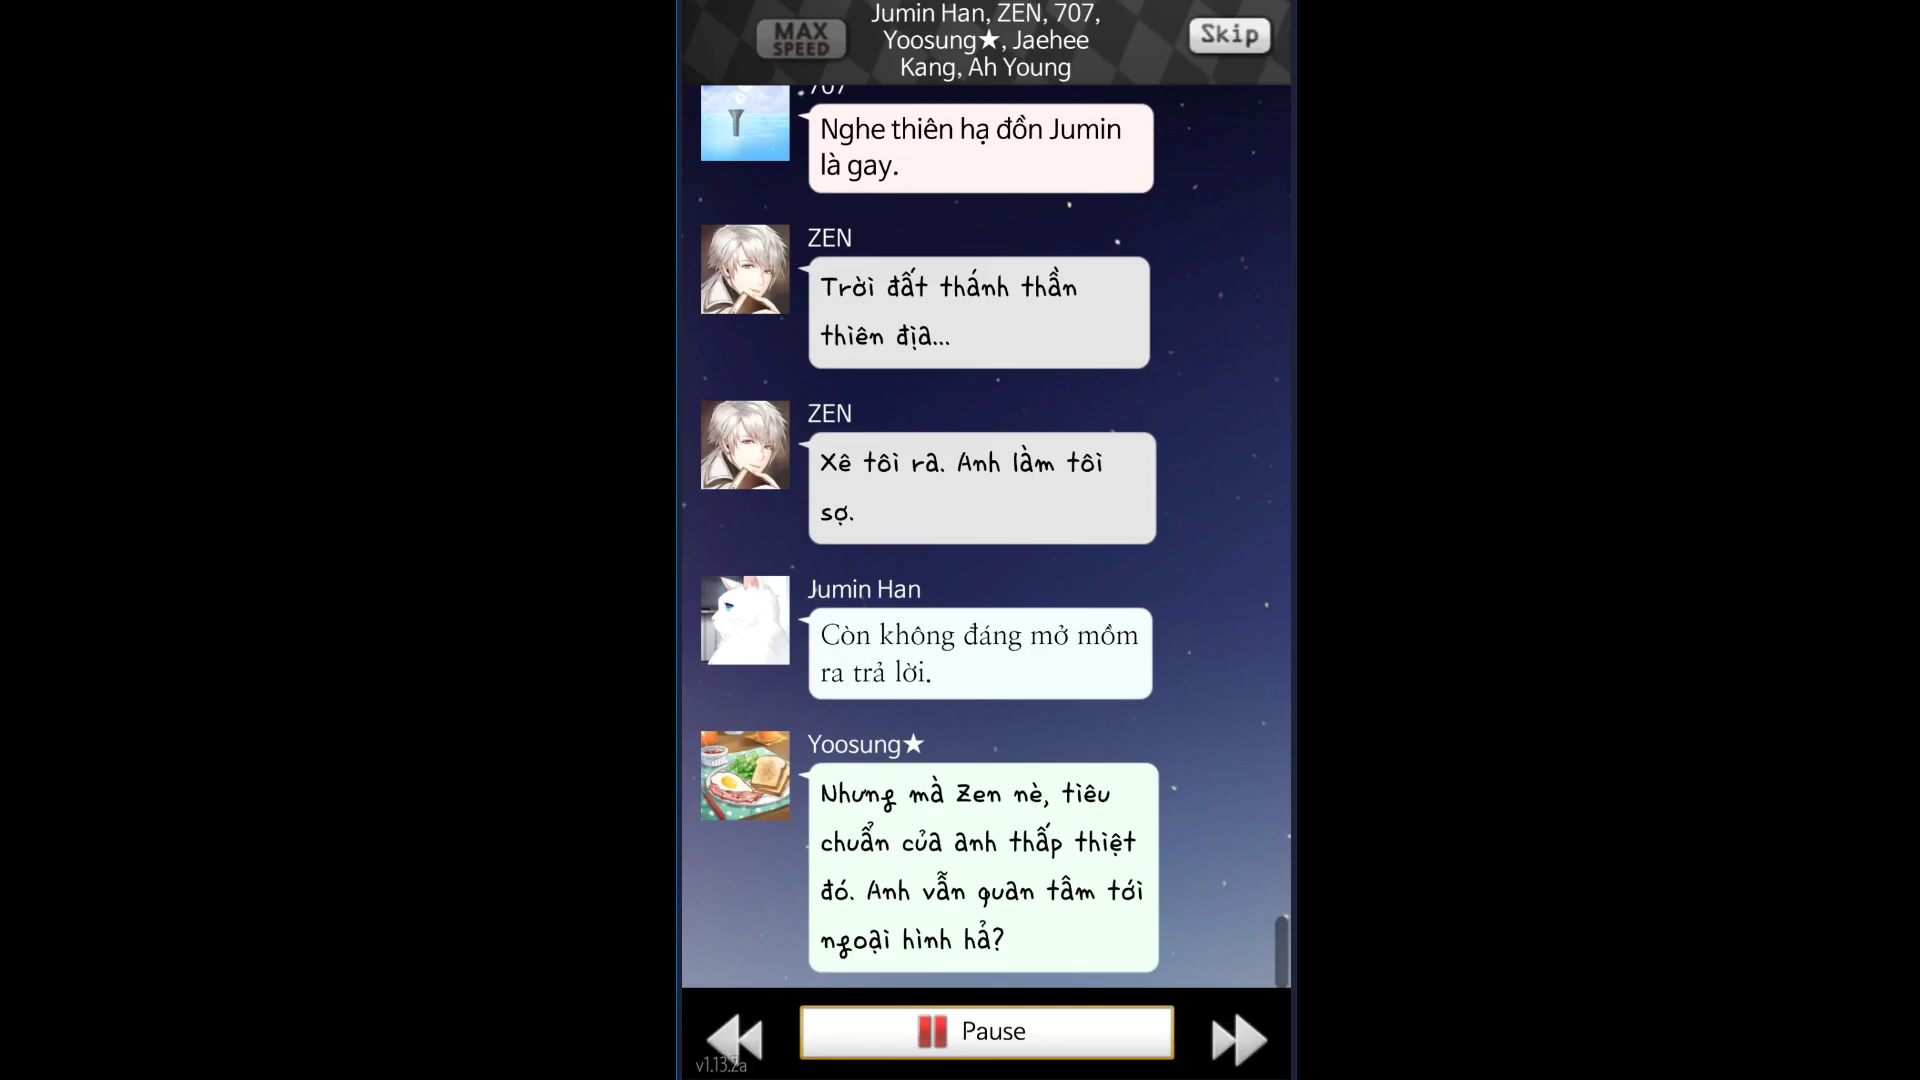 MAX
SPEED
Jumin Han, ZEN, 707,
Yoosung★, Jaehee
Kang, Ah Young
Skip
707
Nghe thiên hạ đồn Jumin
là gay.
ZEN
Trời đất thánh thần
thiên địa...
ZEN
Xê tôi ra. Anh làm tôi
sợ.
Jumin Han
Còn không đáng mở mồm
ra trả lời.
Yoosung★
Nhưng mà Zen nè, tiêu
chuẩn của anh thấp thiệt
đó. Anh vẫn quan tâm tới
ngoại hình hả?
Pause
v1.13.2a